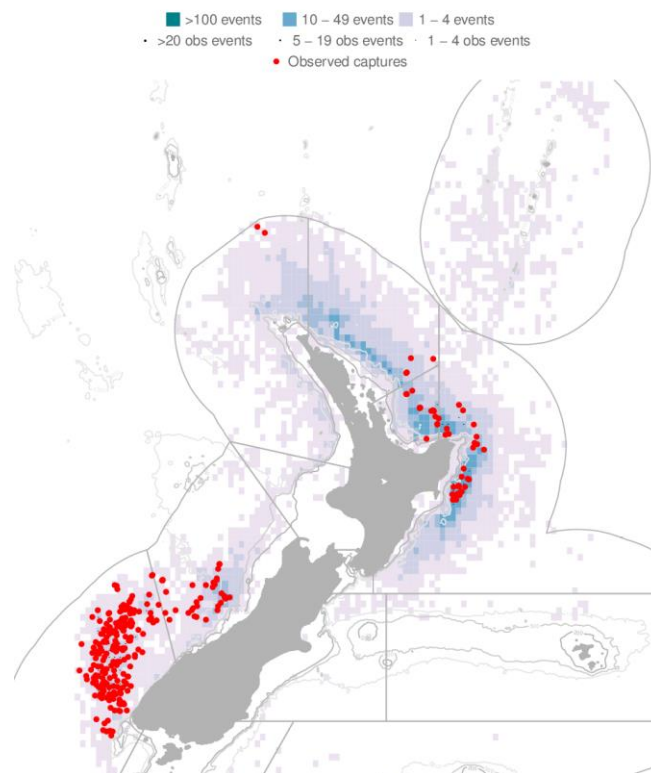 >100 events 10 – 49 events 1 – 4 events
>20 obs events 5 – 19 obs events 1 – 4 obs events
Observed captures